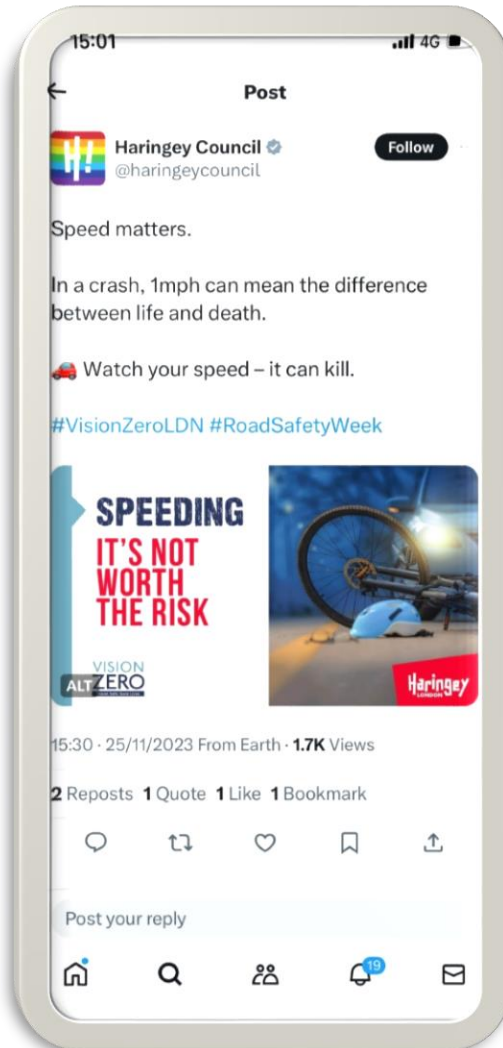 15:01
4G
Post
Haringey Council
Follow
@haringeycouncil
Speed matters.
In a crash, 1mph can mean the difference
between life and death.
Watch your speed – it can kill.
#VisionZeroLDN #RoadSafetyWeek
SPEEDING
IT'S NOT
WORTH
THE RISK
VISION
ZERO
ALT
Haringey
LONDON
15:30 · 25/11/2023 From Earth · 1.7K Views
2 Reposts 1 Quote 1 Like 1 Bookmark
Post your reply
19